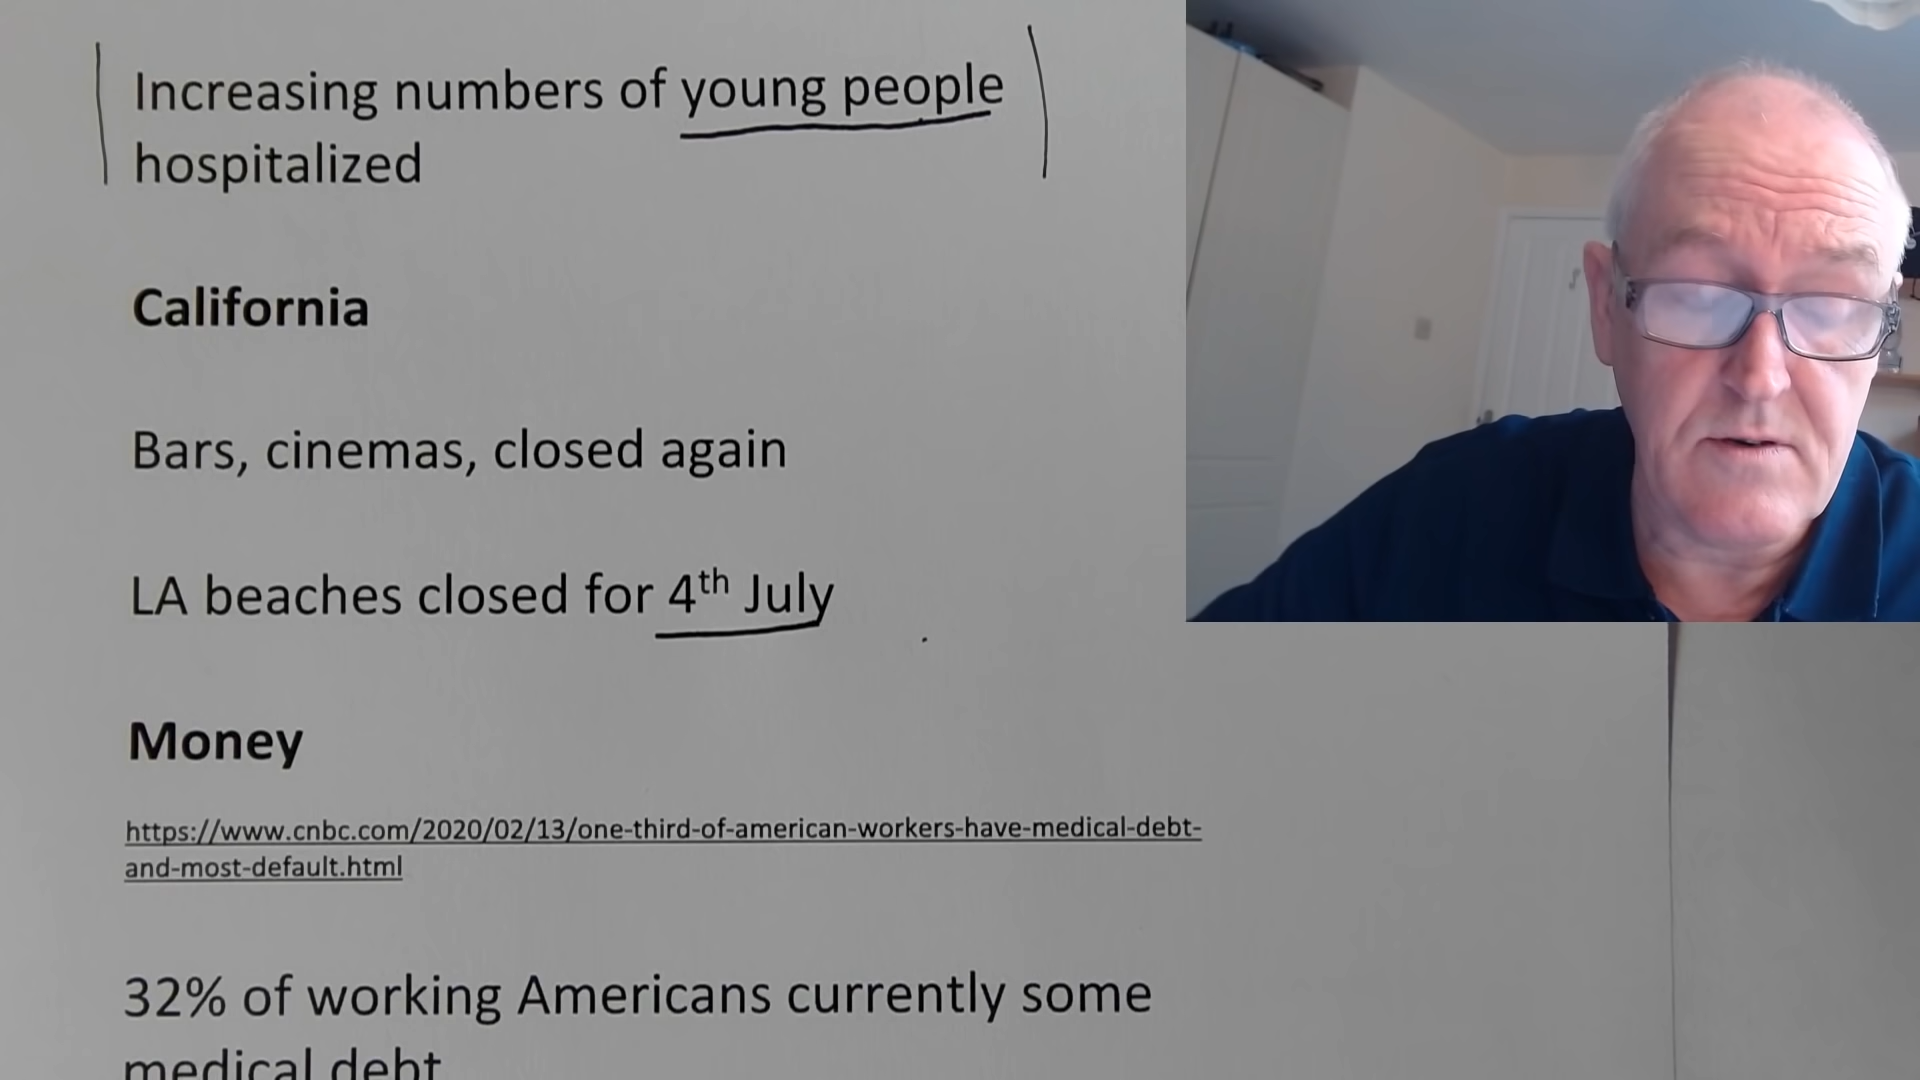 Increasing numbers of young people
hospitalized
California
Bars, cinemas, closed again
LA beaches closed for 4th July
Money
https://www.cnbc.com/2020/02/13/one-third-of-american-workers-have-medical-debt-
and-most-default.html
32% of working Americans currently some
medical debt